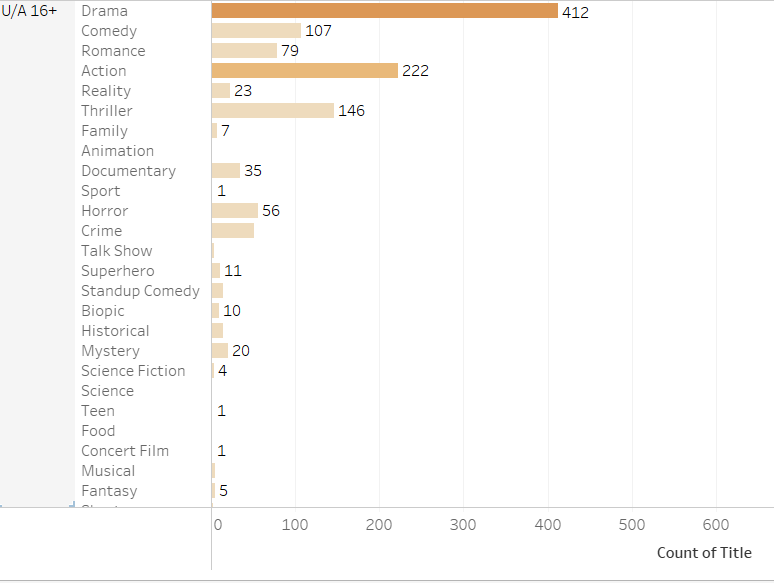 U/A 16+ Drama 412
Comedy 107
Romance 79
Action 222
Reality 23
Thriller 146
Family 7
Animation
Documentary 35
Sport 1
Horror 56
Crime
Talk Show
Superhero 11
Standup Comedy
Biopic 10
Historical
Mystery 20
Science Fiction 4
Science
Teen 1
Food
Concert Film 1
Musical
Fantasy 5
0 100 200 300 400 500 600
Count of Title